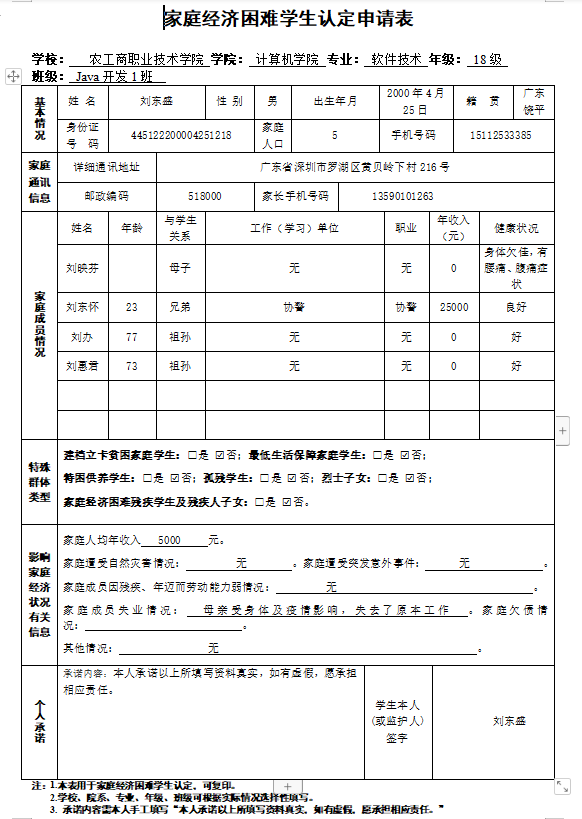 家庭经济困难学生认定申请表
学校： 农工商职业技术学院 学院： 计算机学院 专业： 软件技术 年级： 18级
班级： Java 开发 1 班
基本情况 姓 名 刘东盛 性 别 男 出生年月 2000 年 4 月 25 日 籍 贯 广东饶平
身份证号 码 445122200004251218 家庭人口 5 手机号码 15112533385
家庭通讯信息 详细通讯地址 广东省深圳市罗湖区黄贝岭下村 216 号
邮政编码 518000 家长手机号码 13590101263
家庭成员情况 姓名 年龄 与学生关系 工作（学习）单位 职业 年收入（元） 健康状况
刘映芬 母子 无 无 0 身体欠佳，有腰痛、腹痛症状
刘东怀 23 兄弟 协警 协警 25000 良好
刘办 77 祖孙 无 无 0 好
刘惠君 73 祖孙 无 无 0 好
特殊群体类型 建档立卡贫困家庭学生：□是 ☑否；最低生活保障家庭学生：□是 ☑否；
特困供养学生：□是 ☑否；孤残学生：□是 ☑否；烈士子女：□是 ☑否；
家庭经济困难残疾学生及残疾人子女：□是 ☑否。
影响家庭经济状况有关信息 家庭人均年收入 5000 元。
家庭遭受自然灾害情况： 无 。家庭遭受突发意外事件： 无 。
家庭成员因残疾、年迈而劳动能力弱情况： 无 。
家庭成员失业情况： 母亲受身体及疫情影响，失去了原本工作 。家庭欠债情
况： 。
其他情况： 无 。
个人承诺 承诺内容：本人承诺以上所填写资料真实，如有虚假，愿承担
相应责任。
学生本人
(或监护人)
签字
刘东盛
注：1.本表用于家庭经济困难学生认定，可复印。
2.学校、院系、专业、年级、班级可根据实际情况选择性填写。
3. 承诺内容需本人手工填写“本人承诺以上所填写资料真实，如有虚假，愿承担相应责任。”